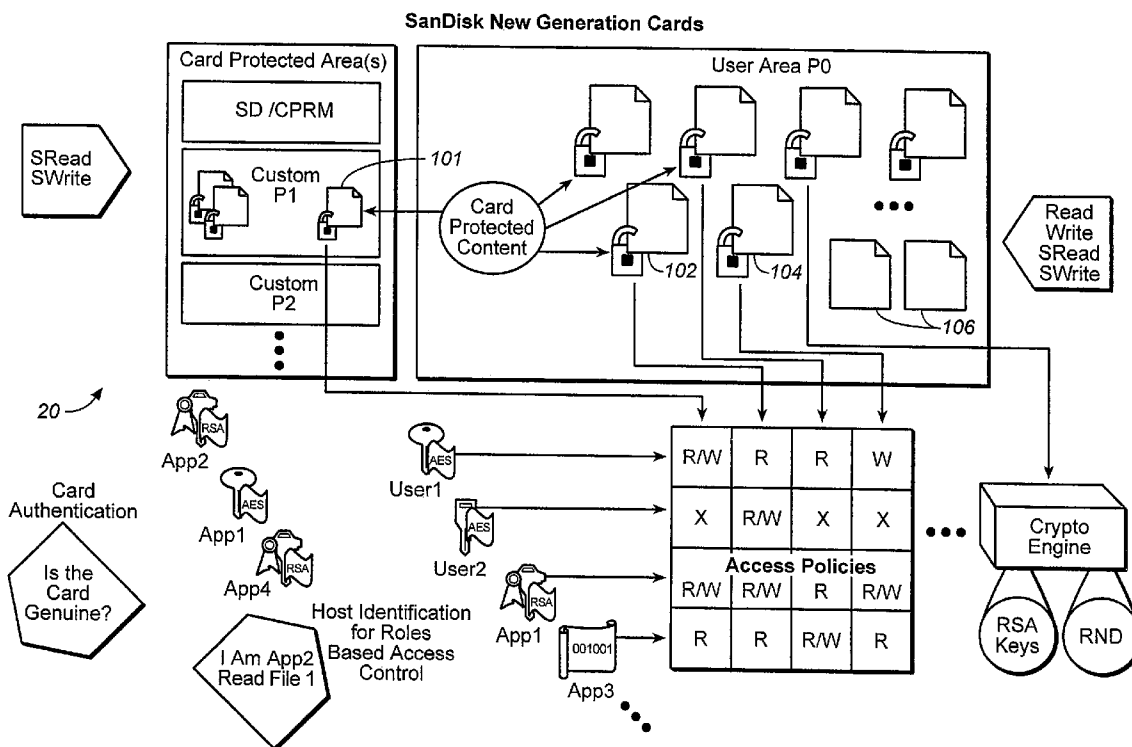 SanDisk New Generation Cards
Card Protected Area(s)
SD /CPRM
Custom
P1
101
Custom
P2
User Area P0
Card
Protected
Content
102
104
106
SRead
SWrite
Read
Write
SRead
SWrite
20
RSA
App2
AES
App1
RSA
App4
Card
Authentication
Is the
Card
Genuine?
I Am App2
Read File 1
Host Identification
for Roles
Based Access
Control
AES
User1
AES
User2
RSA
App1
001001
App3
R/W R R W
X R/W X X
Access Policies
R/W R/W R R/W
R R R/W R
Crypto
Engine
RSA
Keys
RND